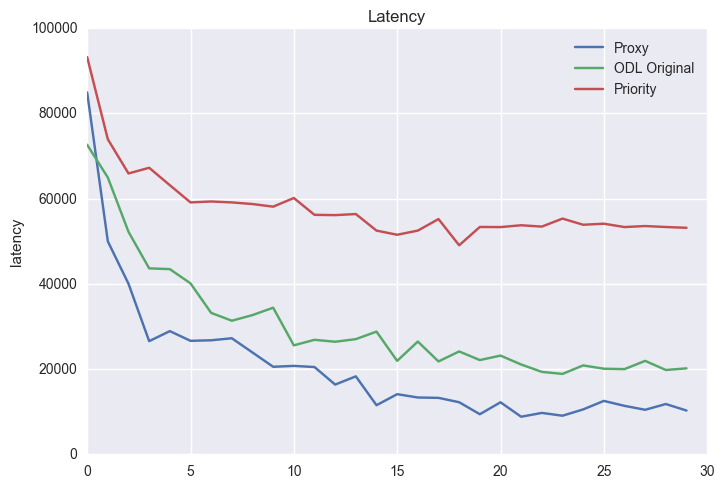 Latency
100000
80000
60000
40000
20000
0
latency
Proxy
ODL Original
Priority
0 5 10 15 20 25 30